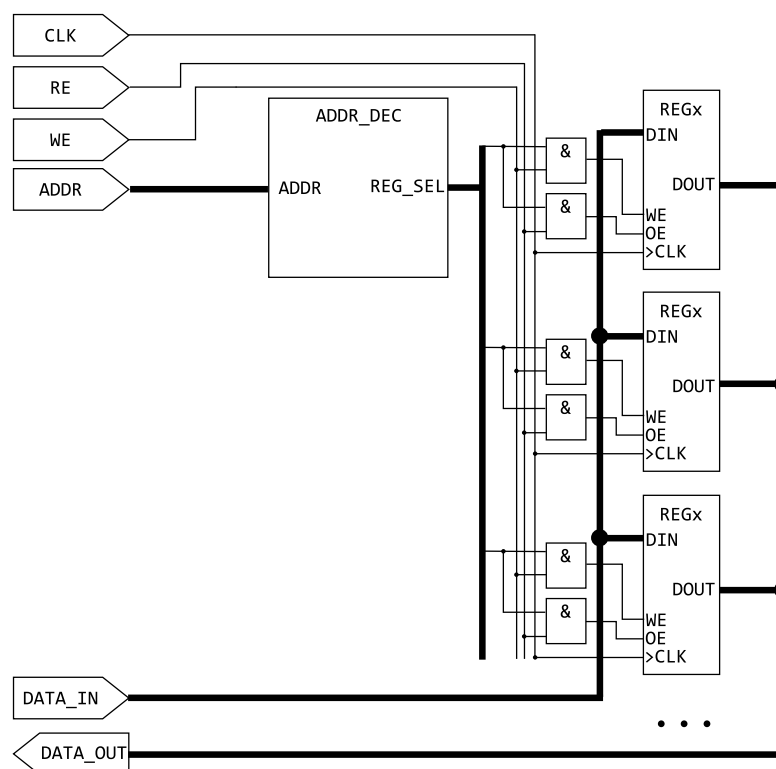 CLK
RE
WE
ADDR
ADDR_DEC
ADDR
REG_SEL
&
&
REGx
DIN
DOUT
WE
OE
>CLK
&
&
REGx
DIN
DOUT
WE
OE
>CLK
&
&
REGx
DIN
DOUT
WE
OE
>CLK
DATA_IN
DATA_OUT
• • •